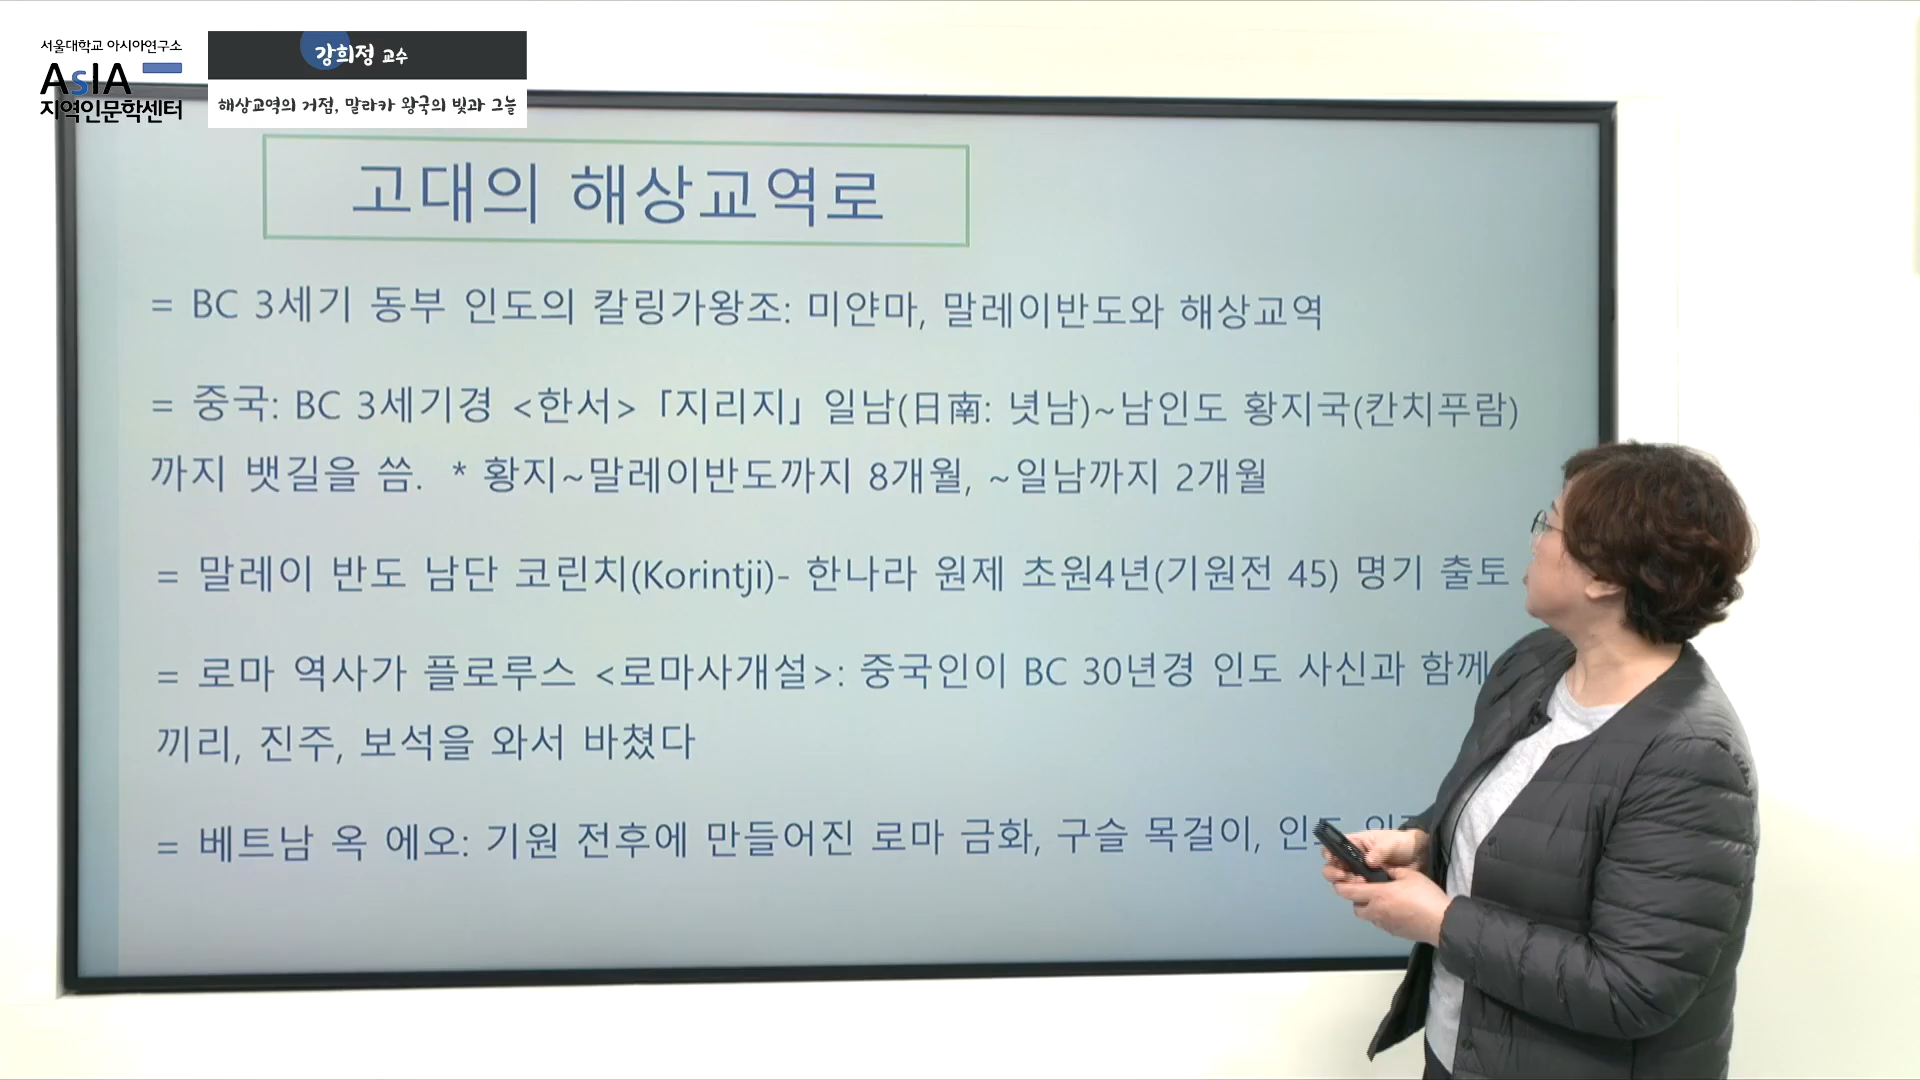 서울대학교 아시아연구소
AsIA
지역인문학센터
강희정 교수
해상교역의 거점, 말라카 왕국의 빛과 그늘
고대의 해상교역로
= BC 3세기 동부 인도의 칼링가왕조: 미얀마, 말레이반도와 해상교역
= 중국: BC 3세기경 <한서>「지리지」일남(日南: 녓남)~남인도 황지국(칸치푸람)
까지 뱃길을 씀. * 황지~말레이반도까지 8개월, ~일남까지 2개월
= 말레이 반도 남단 코린치(Korintji)- 한나라 원제 초원4년(기원전 45) 명기 출토
= 로마 역사가 플로루스 <로마사개설>: 중국인이 BC 30년경 인도 사신과 함께
끼리, 진주, 보석을 와서 바쳤다
= 베트남 옥 에오: 기원 전후에 만들어진 로마 금화, 구슬 목걸이,